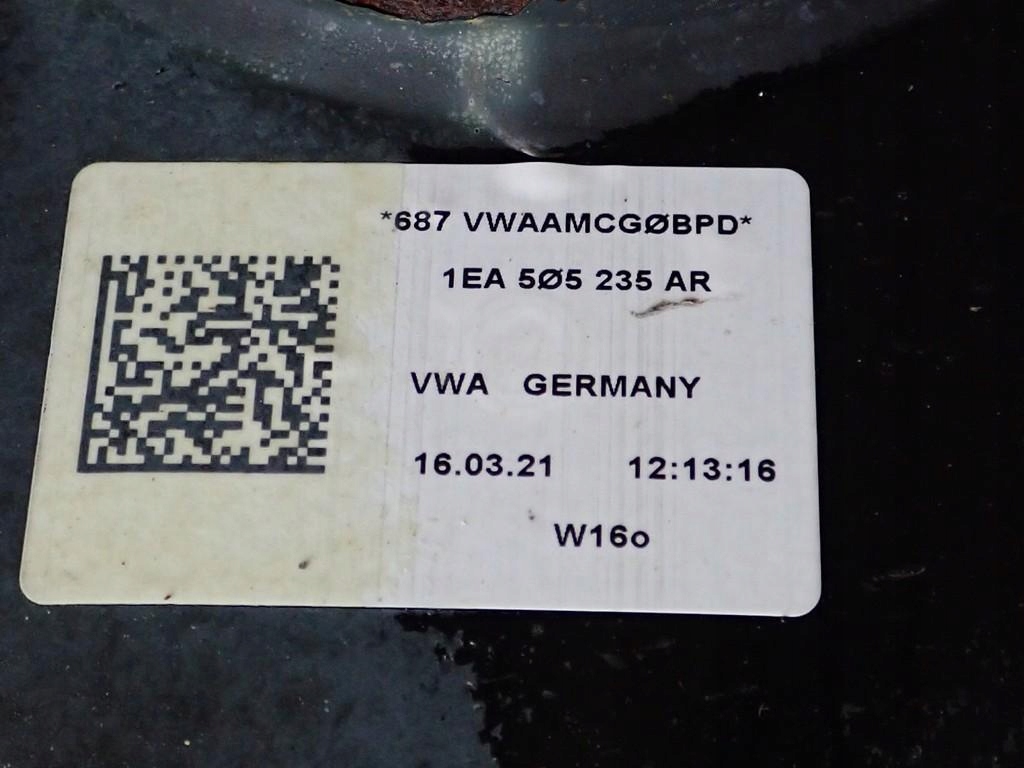 *687 VWAAMCGØBPD*
1EA 5Ø5 235 AR
VWA GERMANY
16.03.21 12:13:16
W16o